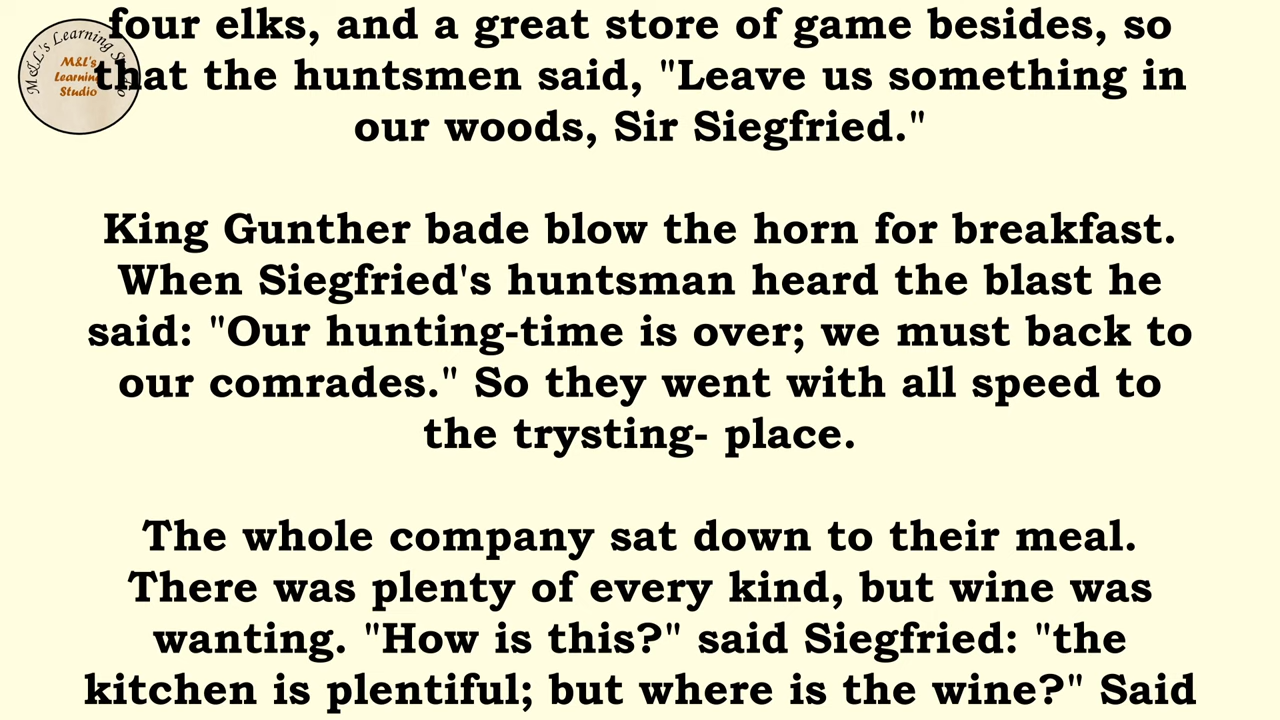 four elks, and a great store of game besides, so
that the huntsmen said, "Leave us something in
our woods, Sir Siegfried."
King Gunther bade blow the horn for breakfast.
When Siegfried's huntsman heard the blast he
said: "Our hunting-time is over; we must back to
our comrades." So they went with all speed to
the trysting- place.
The whole company sat down to their meal.
There was plenty of every kind, but wine was
wanting. "How is this?" said Siegfried: "the
kitchen is plentiful; but where is the wine?" Said
M&L's Learning
M&L's
Learning
Studio